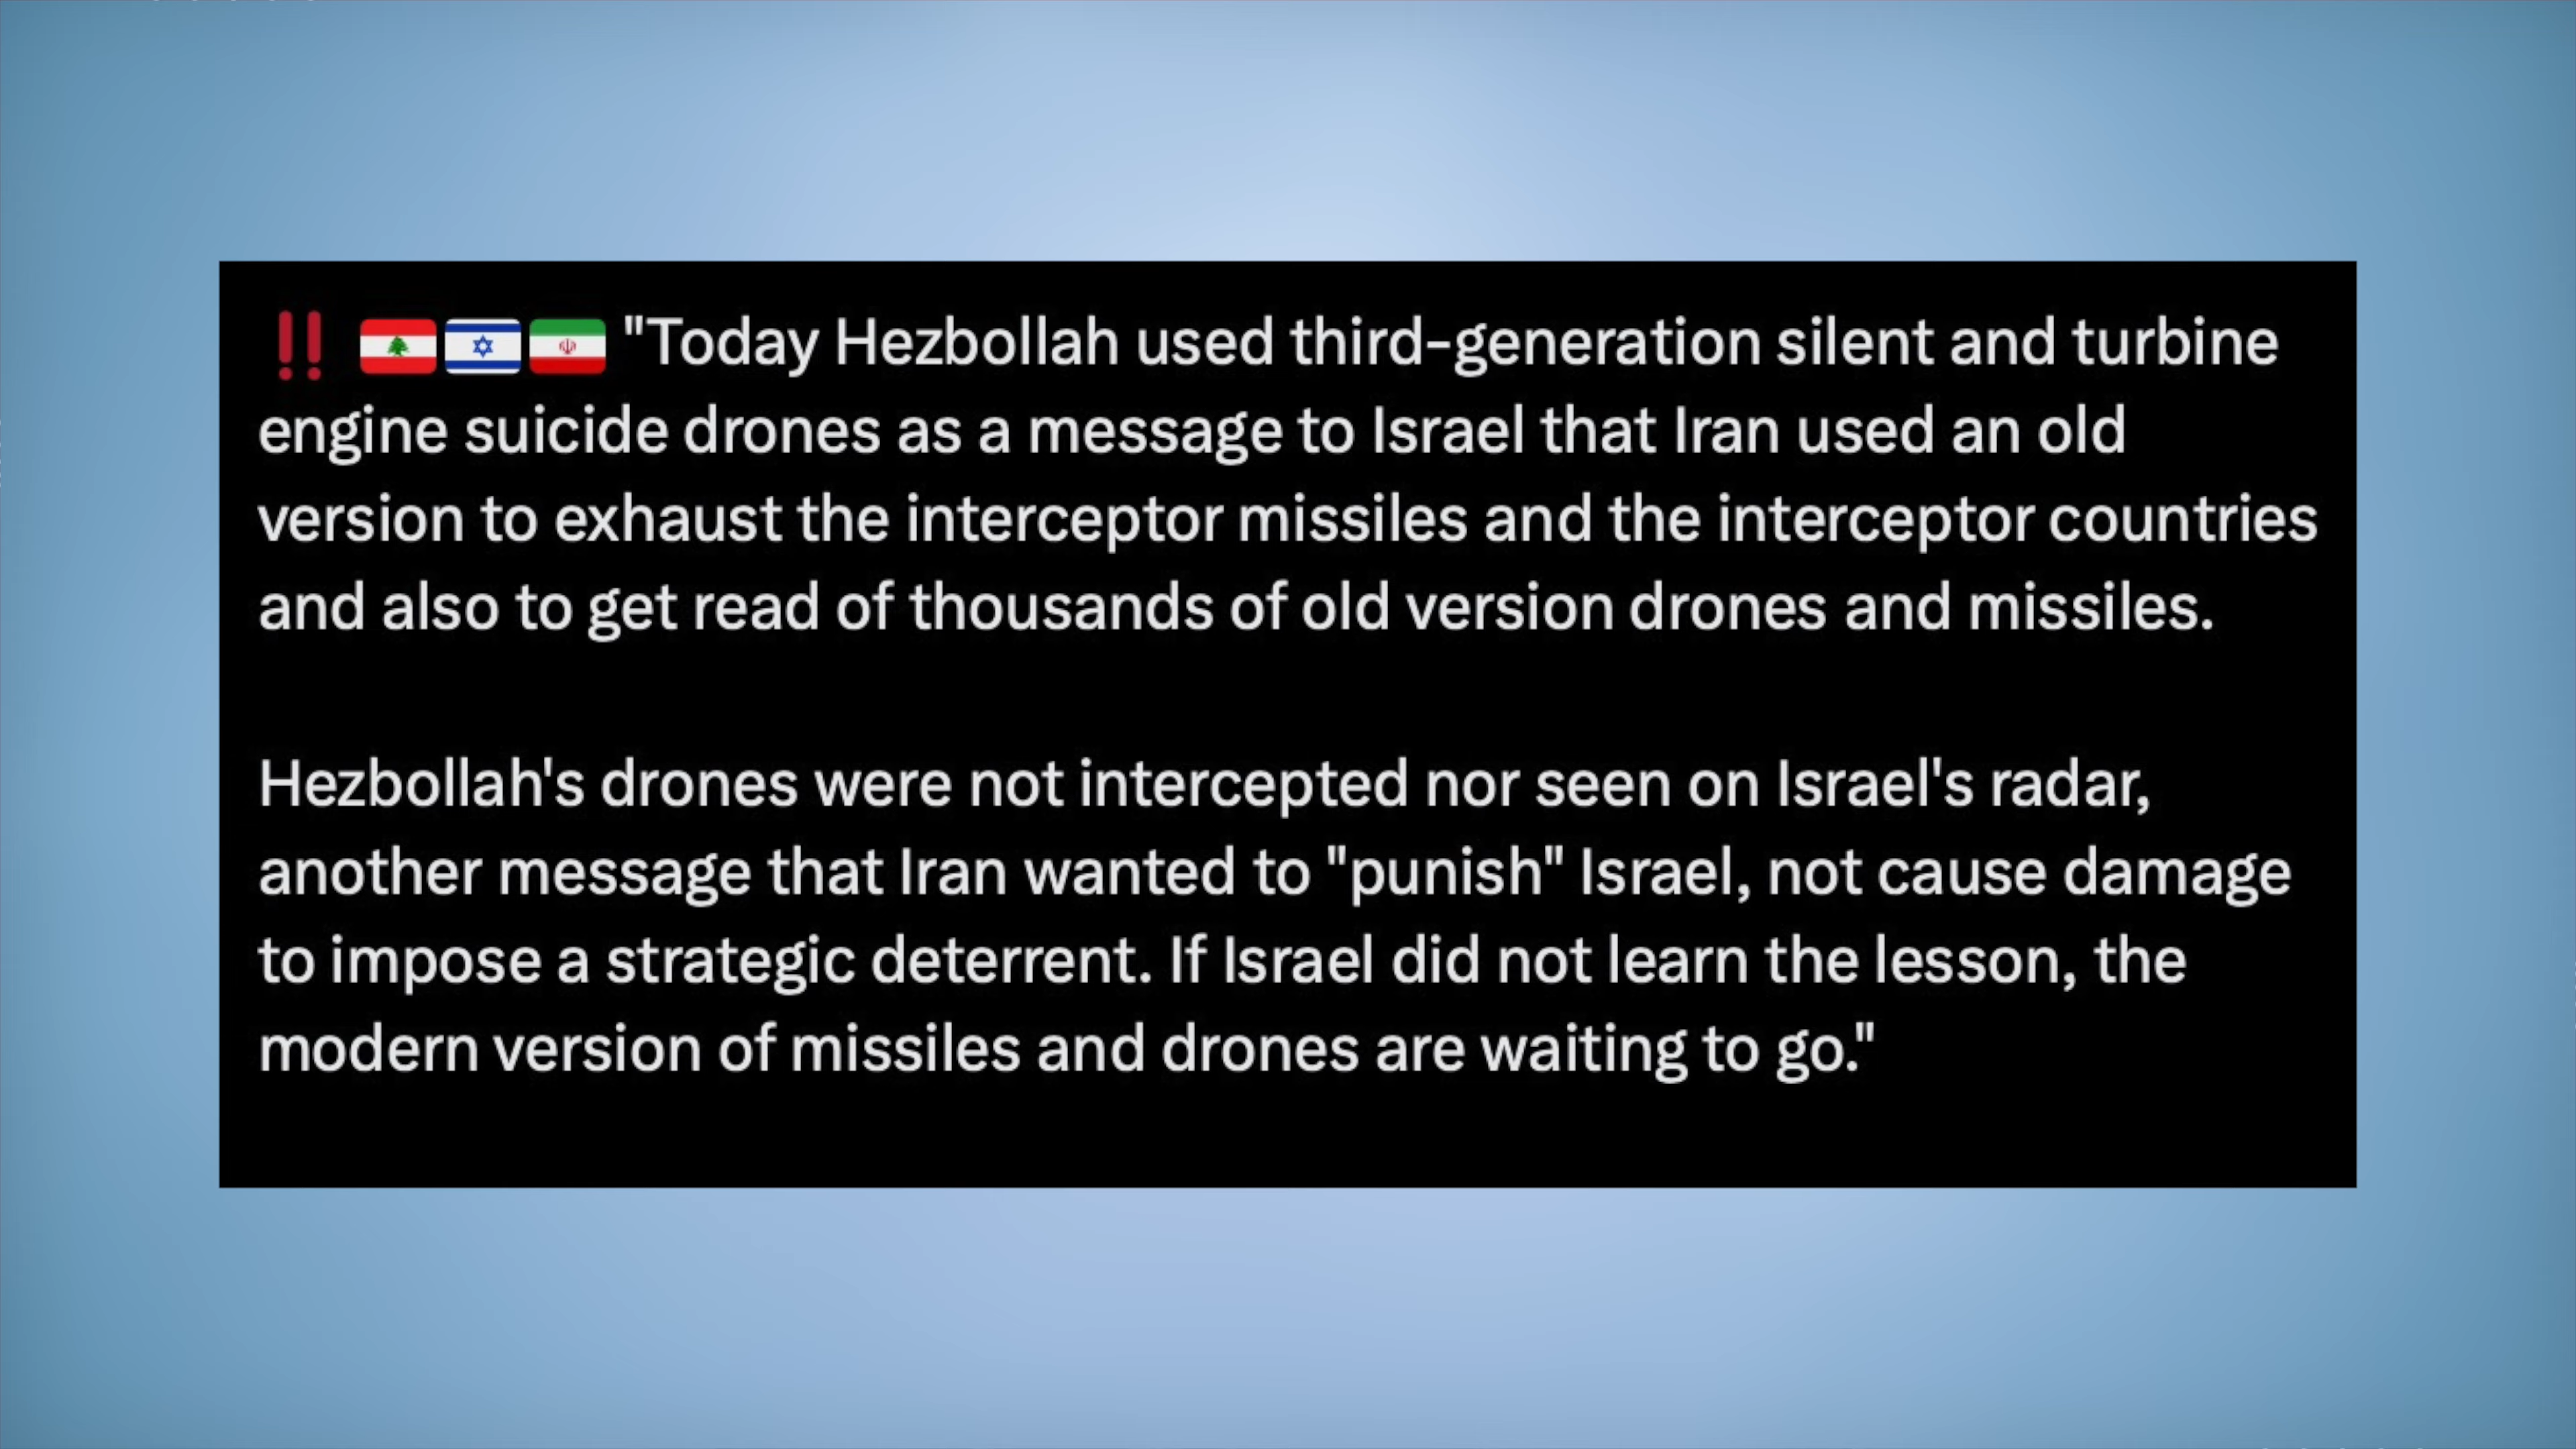 ‼️ 🇱🇧🇮🇱🇮🇷 "Today Hezbollah used third-generation silent and turbine
engine suicide drones as a message to Israel that Iran used an old
version to exhaust the interceptor missiles and the interceptor countries
and also to get read of thousands of old version drones and missiles.
Hezbollah's drones were not intercepted nor seen on Israel's radar,
another message that Iran wanted to "punish" Israel, not cause damage
to impose a strategic deterrent. If Israel did not learn the lesson, the
modern version of missiles and drones are waiting to go."